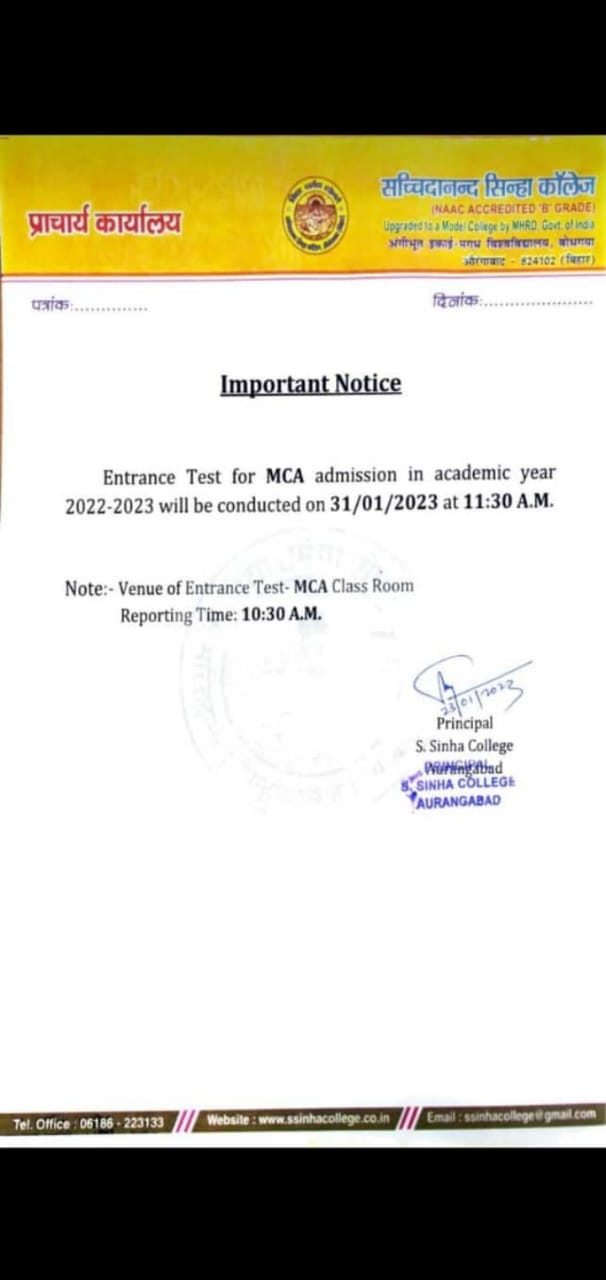 प्राचार्य कार्यालय
सच्चिदानन्द सिन्हा कॉलेज
(NAAC ACCREDITED 'B' GRADE)
Upgraded to a Model College by MHRD. Govt. of India
अंगीभूत इकाई-मगध विश्वविद्यालय, बोधगया
औरंगाबाद - 824102 (बिहार)
पत्रांक:..............
दिनांक:.....................
Important Notice
Entrance Test for MCA admission in academic year
2022-2023 will be conducted on 31/01/2023 at 11:30 A.M.
Note:- Venue of Entrance Test- MCA Class Room
Reporting Time: 10:30 A.M.
23/01/2023
Principal
S. Sinha College
Aurangabad
PRINCIPAL
S. SINHA COLLEGE
AURANGABAD
Tel. Office : 06186 - 223133 /// Website : www.ssinhacollege.co.in /// Email : ssinhacollege@gmail.com